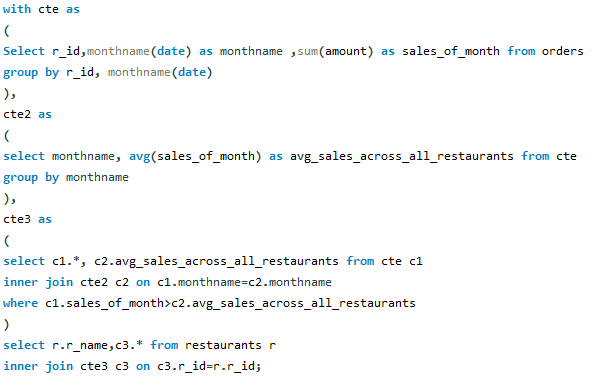 with cte as
(
Select r_id,monthname(date) as monthname ,sum(amount) as sales_of_month from orders
group by r_id, monthname(date)
),
cte2 as
(
select monthname, avg(sales_of_month) as avg_sales_across_all_restaurants from cte
group by monthname
),
cte3 as
(
select c1.*, c2.avg_sales_across_all_restaurants from cte c1
inner join cte2 c2 on c1.monthname=c2.monthname
where c1.sales_of_month>c2.avg_sales_across_all_restaurants
)
select r.r_name,c3.* from restaurants r
inner join cte3 c3 on c3.r_id=r.r_id;